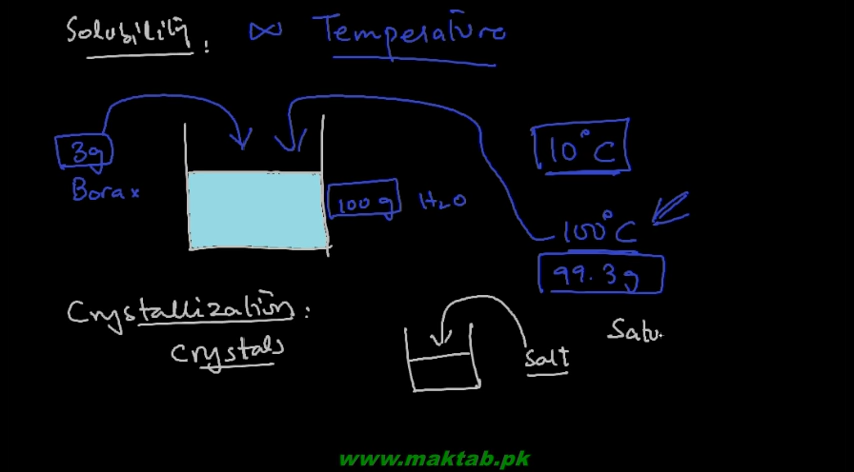 Solubility. ∝ Temperature
3g
Borax
100 g H₂O
10°C
100°C
99.3g
Crystallization:
Crystals
Salt
Satu.
www.maktab.pk